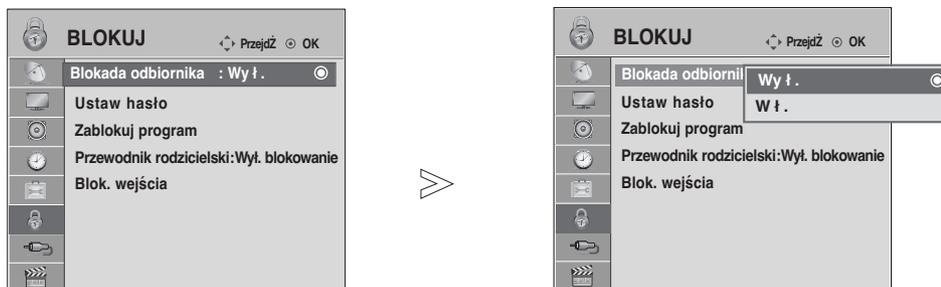 BLOKUJ PrzejdŹ OK
Blokada odbiornika : Wy ł .
Ustaw hasło
Zablokuj program
Przewodnik rodzicielski:Wył. blokowanie
Blok. wejścia
BLOKUJ PrzejdŹ OK
Blokada odbiornil
Wy ł .
W ł .
Ustaw hasło
Zablokuj program
Przewodnik rodzicielski:Wył. blokowanie
Blok. wejścia